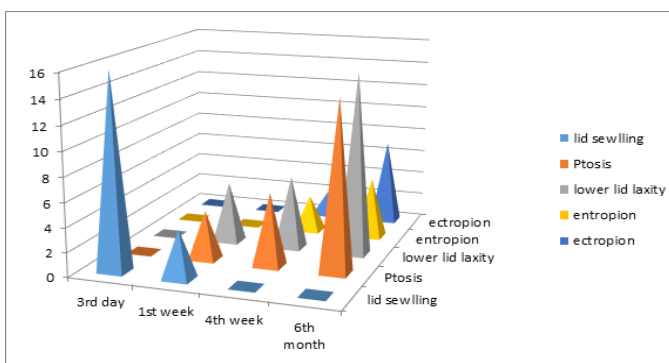 16
14
12
10
8
6
4
2
0
3rd day
1st week
4th week
6th
month
lid sewlling
Ptosis
lower lid laxity
entropion
ectropion
lid sewlling
Ptosis
lower lid laxity
entropion
ectropion